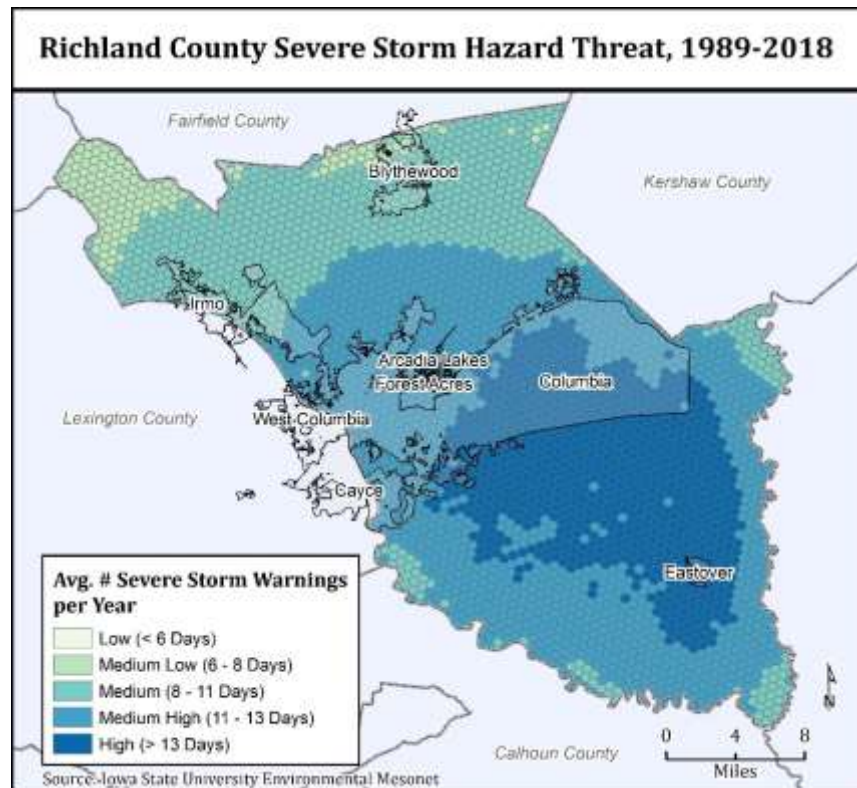 Richland County Severe Storm Hazard Threat, 1989-2018
Fairfield County
Blythewood
Kershaw County
Irmo
Arcadia Lakes
Forest Acres
Columbia
Lexington County
West Columbia
Cayce
Eastover
Avg. # Severe Storm Warnings
per Year
Low (< 6 Days)
Medium Low (6 - 8 Days)
Medium (8 - 11 Days)
Medium High (11 - 13 Days)
High (> 13 Days)
N
0 4 8
Miles
Calhoun County
Source:-Iowa State University Environmental Mesonet